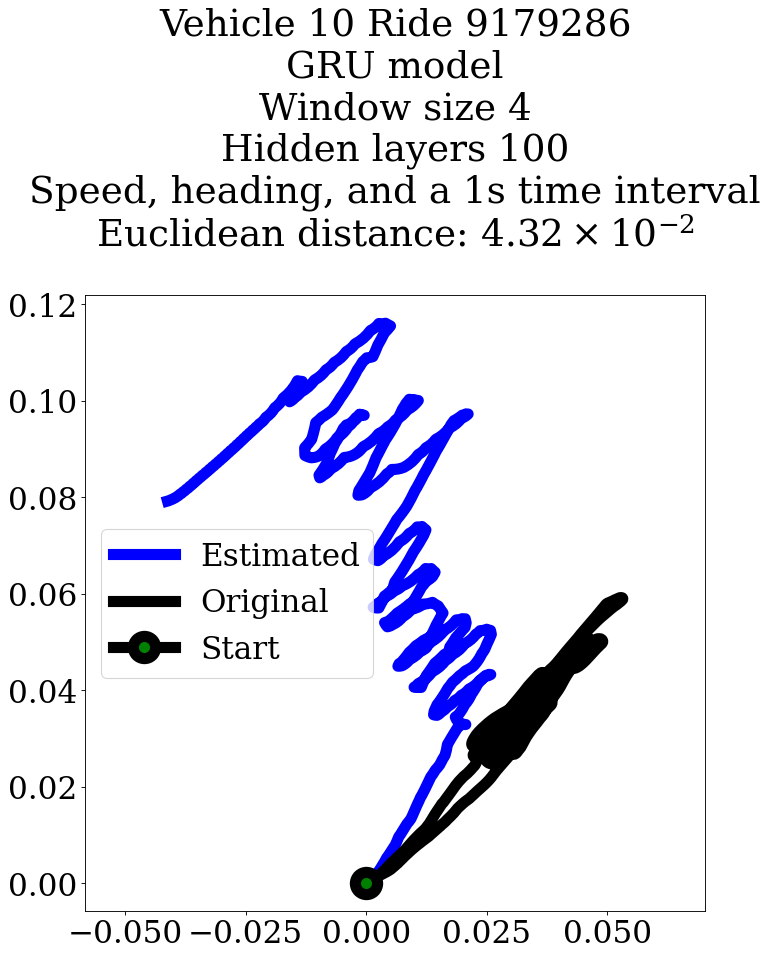 Vehicle 10 Ride 9179286
GRU model
Window size 4
Hidden layers 100
Speed, heading, and a 1s time interval
Euclidean distance: 4.32 × 10⁻²
0.12
0.10
0.08
0.06
0.04
0.02
0.00
Estimated
Original
Start
−0.050 −0.025 0.000 0.025 0.050